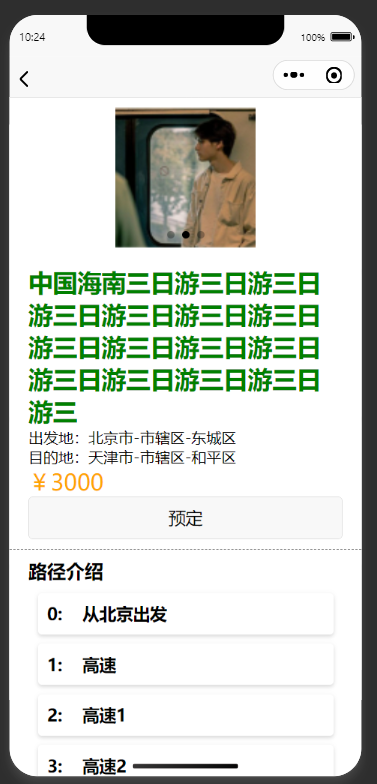 10:24
100%
中国海南三日游三日游三日
游三日游三日游三日游三日
游三日游三日游三日游三日
游三日游三日游三日游三日
游三
出发地：北京市-市辖区-东城区
目的地：天津市-市辖区-和平区
￥3000
预定
路径介绍
0: 从北京出发
1: 高速
2: 高速1
3: 高速2